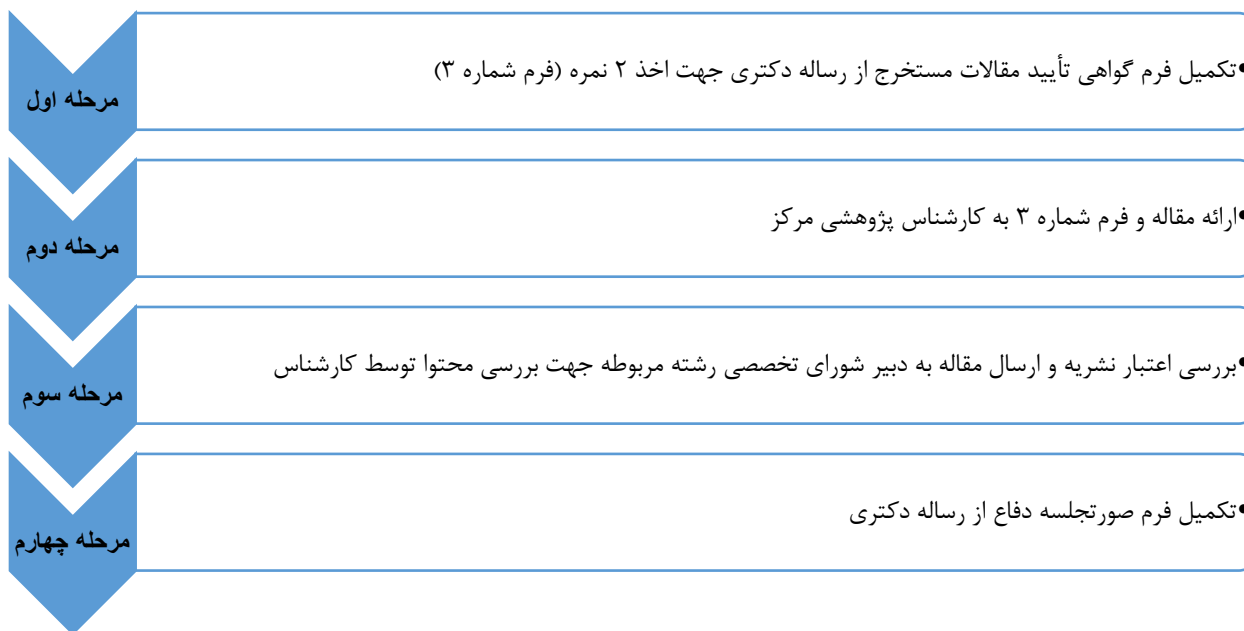 مرحله اول
•تکمیل فرم گواهی تأیید مقالات مستخرج از رساله دکتری جهت اخذ ۲ نمره (فرم شماره ۳)
مرحله دوم
•ارائه مقاله و فرم شماره ۳ به کارشناس پژوهشی مرکز
مرحله سوم
•بررسی اعتبار نشریه و ارسال مقاله به دبیر شورای تخصصی رشته مربوطه جهت بررسی محتوا توسط کارشناس
مرحله چهارم
•تکمیل فرم صورتجلسه دفاع از رساله دکتری